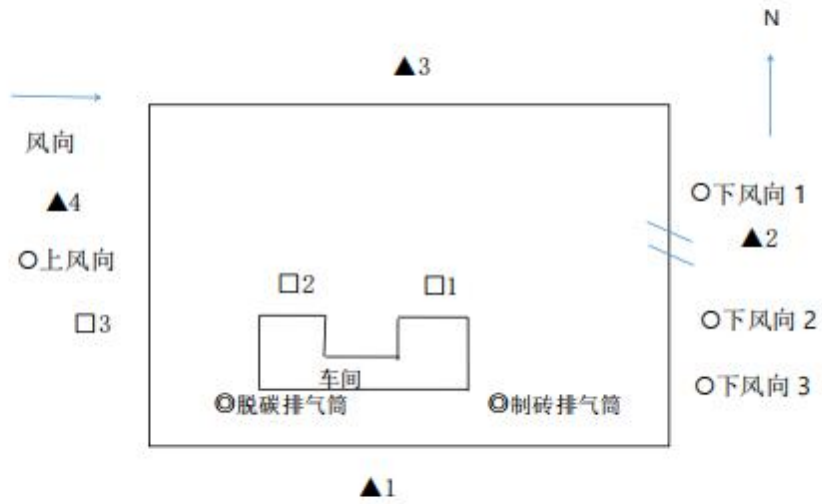 N
▲3
风向
▲4
○下风向 1
▲2
○上风向
□2
□1
□3
○下风向 2
车间
◎脱碳排气筒
◎制砖排气筒
○下风向 3
▲1